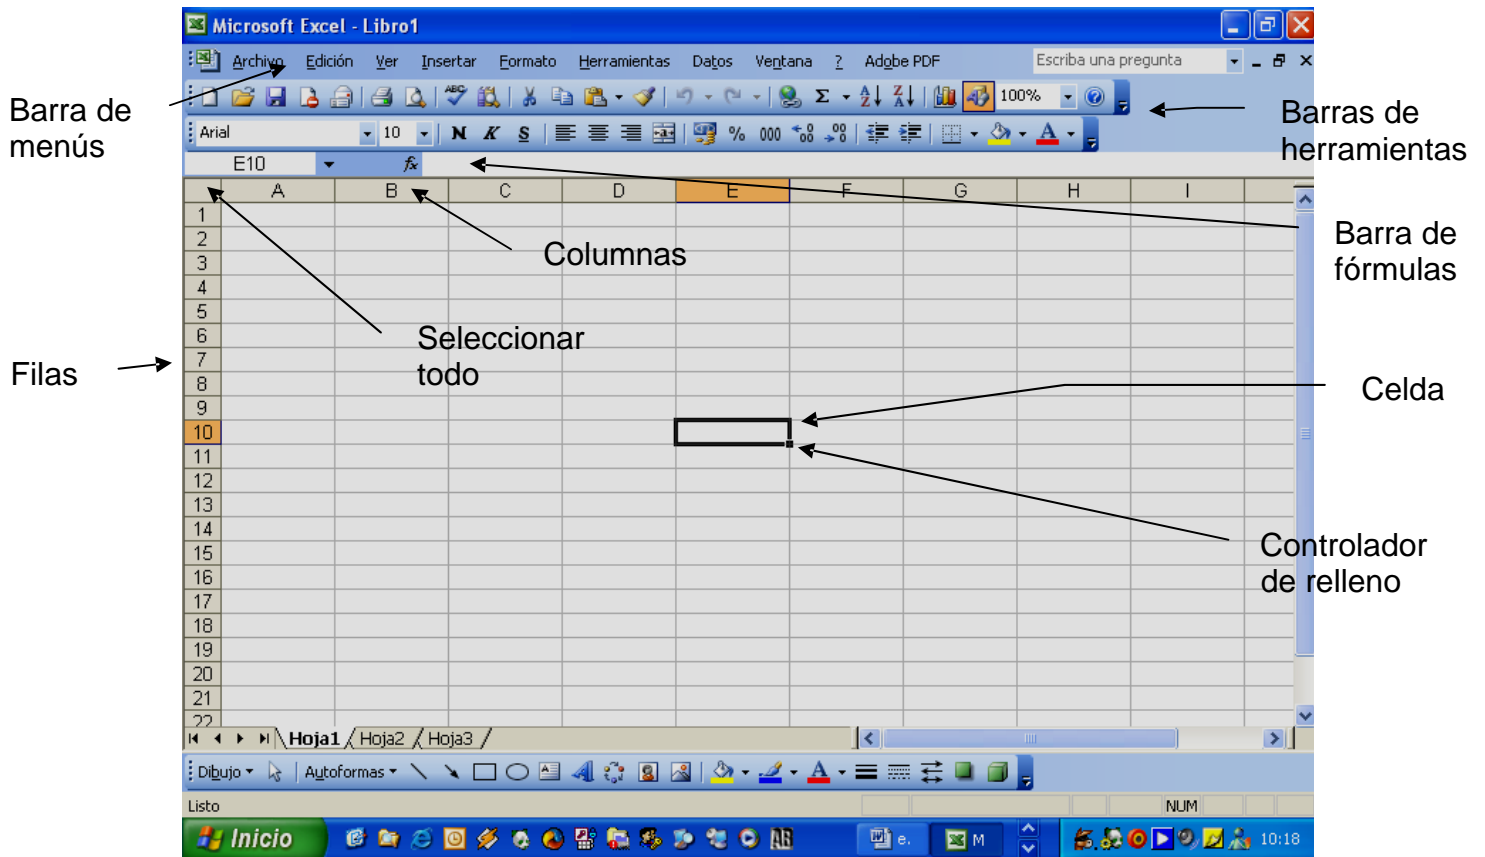 Microsoft Excel - Libro1
Archivo Edición Ver Insertar Formato Herramientas Datos Ventana ? Adobe PDF Escriba una pregunta
100%
Arial 10 N K S % 000
E10 fx
A B C D E F G H I
1
2
3
4
5
6
7
8
9
10
11
12
13
14
15
16
17
18
19
20
21
22
Barra de
menús
Barras de
herramientas
Columnas
Barra de
fórmulas
Seleccionar
todo
Filas
Celda
Controlador
de relleno
Hoja1 Hoja2 Hoja3
Dibujo Autoformas
Listo NUM
Inicio e. M 10:18